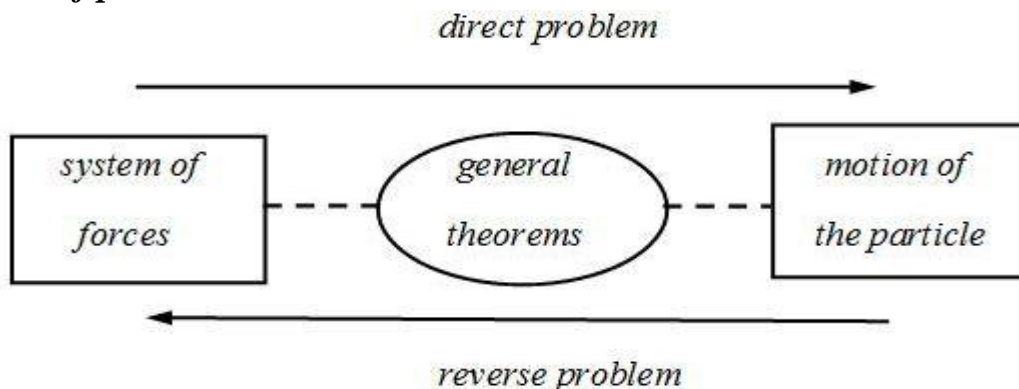 direct problem
system of
forces
general
theorems
motion of
the particle
reverse problem